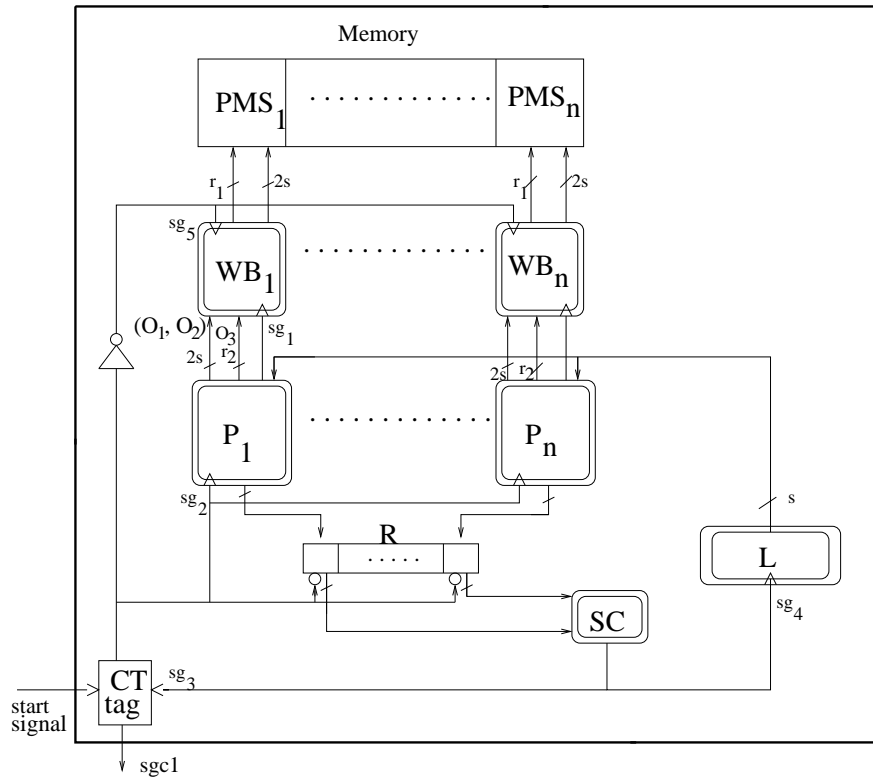 Memory
PMS1 . . . . . . . . . . . . . PMSn
r1 2s r1 2s
sg5
WB1 . . . . . . . . . . . . . WBn
(O1, O2) O3 sg1
2s r2 2s r2
P1 . . . . . . . . . . . . . Pn
sg2
s
R
. . . . .
L
SC
sg4
sg3
CT
tag
start
signal
sgc1